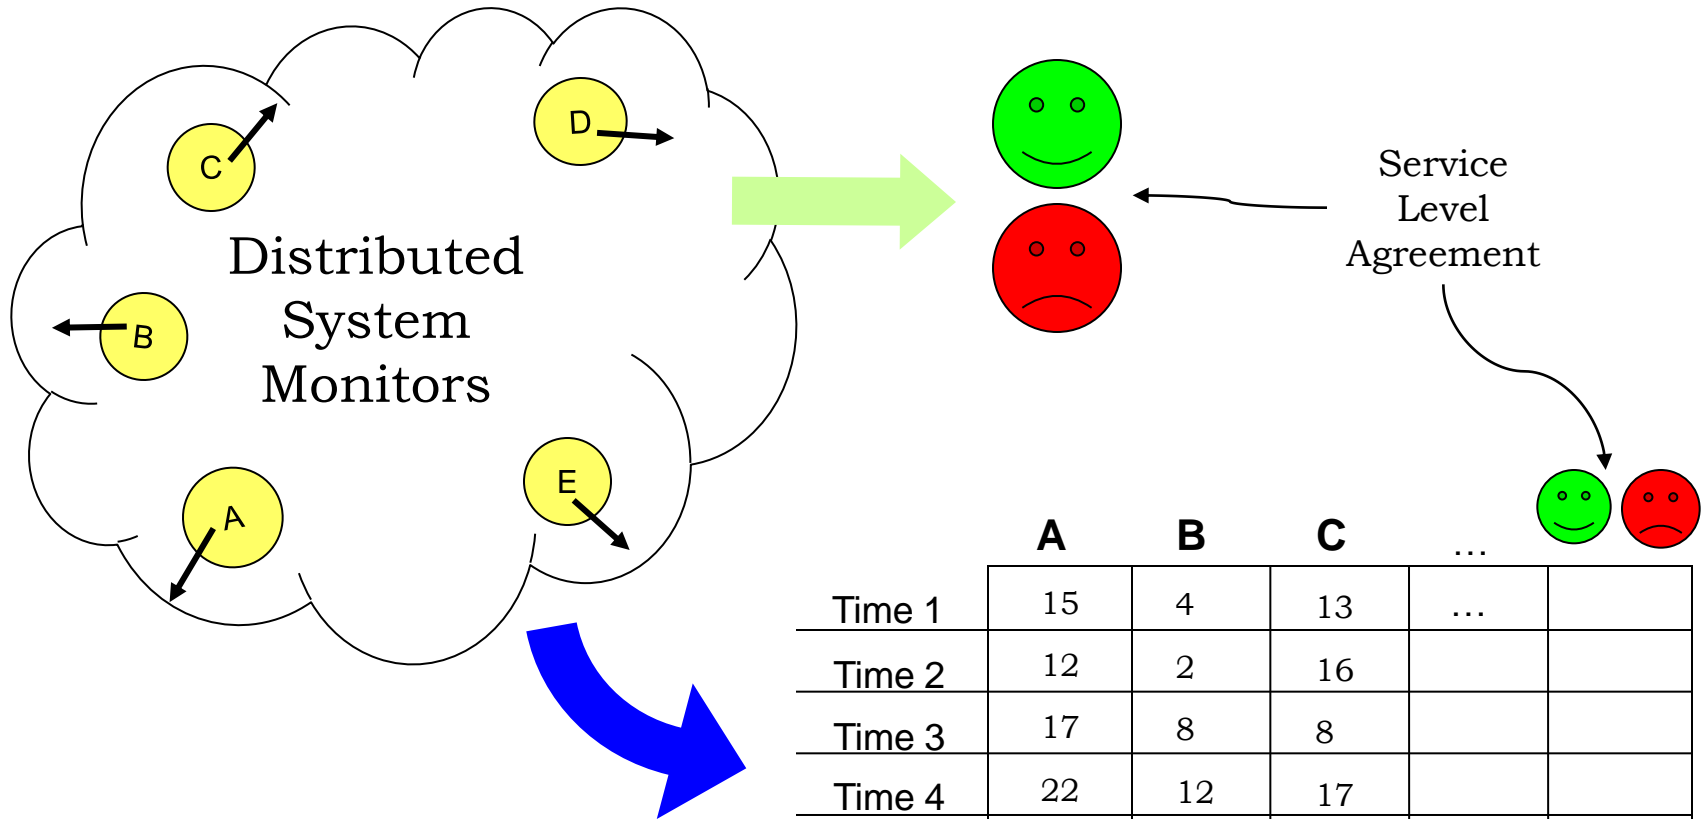 C
D
Distributed
System
Monitors
B
A
E
Service
Level
Agreement
A B C ...
Time 1 15 4 13 ...
Time 2 12 2 16
Time 3 17 8 8
Time 4 22 12 17